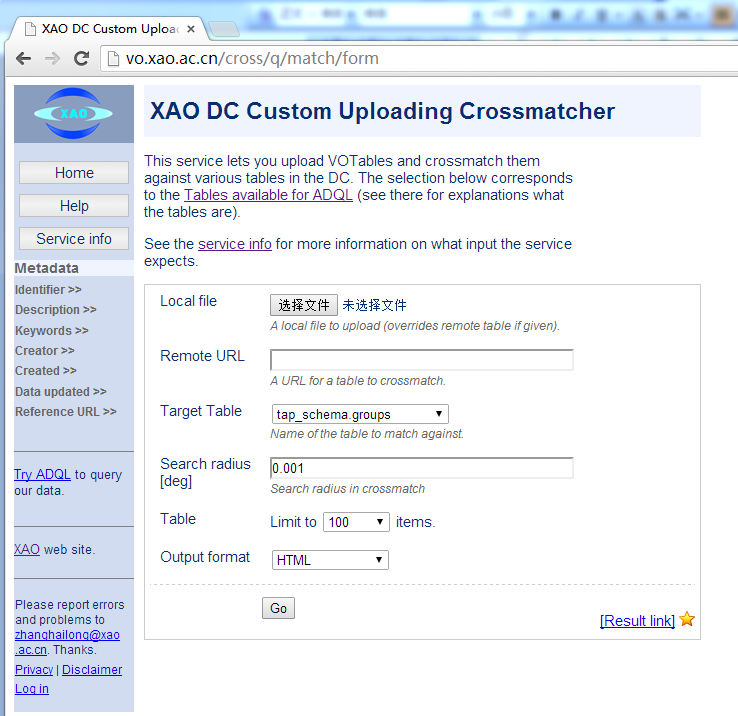 XAO DC Custom Uploa
vo.xao.ac.cn/cross/q/match/form
XAO
XAO DC Custom Uploading Crossmatcher
Home
Help
Service info
Metadata
Identifier >>
Description >>
Keywords >>
Creator >>
Created >>
Data updated >>
Reference URL >>
Try ADQL to query
our data.
XAO web site.
Please report errors
and problems to
zhanghailong@xao
.ac.cn. Thanks.
Privacy | Disclaimer
Log in
This service lets you upload VOTables and crossmatch them
against various tables in the DC. The selection below corresponds
to the Tables available for ADQL (see there for explanations what
the tables are).
See the service info for more information on what input the service
expects.
Local file 选择文件 未选择文件
A local file to upload (overrides remote table if given).
Remote URL
A URL for a table to crossmatch.
Target Table tap_schema.groups
Name of the table to match against.
Search radius
[deg] 0.001
Search radius in crossmatch
Table Limit to 100 items.
Output format HTML
Go
[Result link]